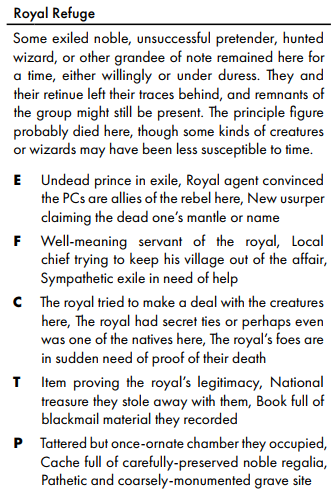 Royal Refuge
Some exiled noble, unsuccessful pretender, hunted
wizard, or other grandee of note remained here for
a time, either willingly or under duress. They and
their retinue left their traces behind, and remnants of
the group might still be present. The principle figure
probably died here, though some kinds of creatures
or wizards may have been less susceptible to time.
E Undead prince in exile, Royal agent convinced
the PCs are allies of the rebel here, New usurper
claiming the dead one's mantle or name
F Well-meaning servant of the royal, Local
chief trying to keep his village out of the affair,
Sympathetic exile in need of help
C The royal tried to make a deal with the creatures
here, The royal had secret ties or perhaps even
was one of the natives here, The royal's foes are
in sudden need of proof of their death
T Item proving the royal's legitimacy, National
treasure they stole away with them, Book full of
blackmail material they recorded
P Tattered but once-ornate chamber they occupied,
Cache full of carefully-preserved noble regalia,
Pathetic and coarsely-monumented grave site